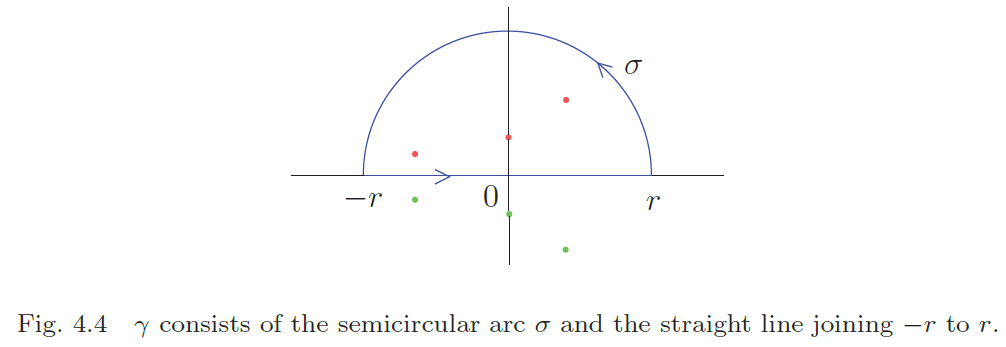 σ
−r
0
r
Fig. 4.4 γ consists of the semicircular arc σ and the straight line joining −r to r.